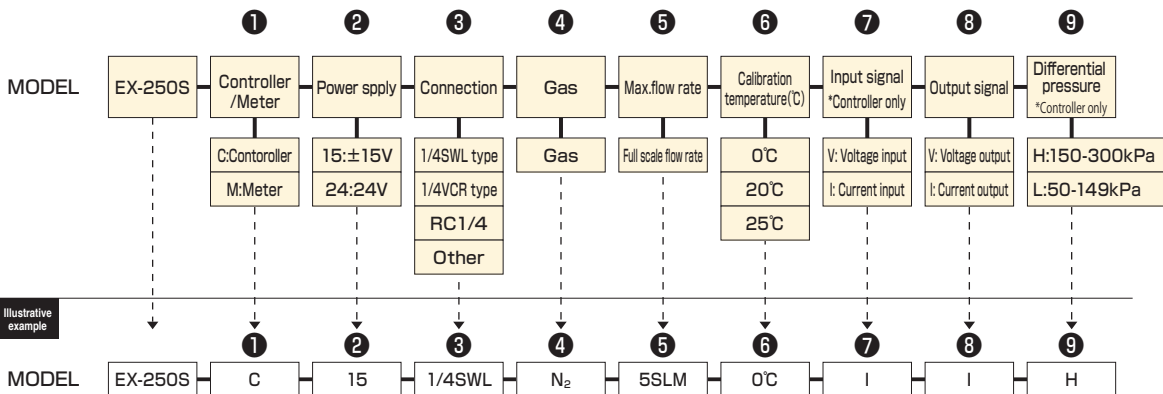 ❶ ❷ ❸ ❹ ❺ ❻ ❼ ❽ ❾
MODEL
EX-250S
Controller
/Meter
Power spply
Connection
Gas
Max.flow rate
Calibration
temperature(℃)
Input signal
*Controller only
Output signal
Differential
pressure
*Controller only
C:Contoroller
M:Meter
15:±15V
24:24V
1/4SWL type
1/4VCR type
RC1/4
Other
Gas
Full scale flow rate
0℃
20℃
25℃
V: Voltage input
I: Current input
V: Voltage output
I: Current output
H:150-300kPa
L:50-149kPa
Illustrative
example
❶ ❷ ❸ ❹ ❺ ❻ ❼ ❽ ❾
MODEL EX-250S C 15 1/4SWL N₂ 5SLM 0℃ I I H